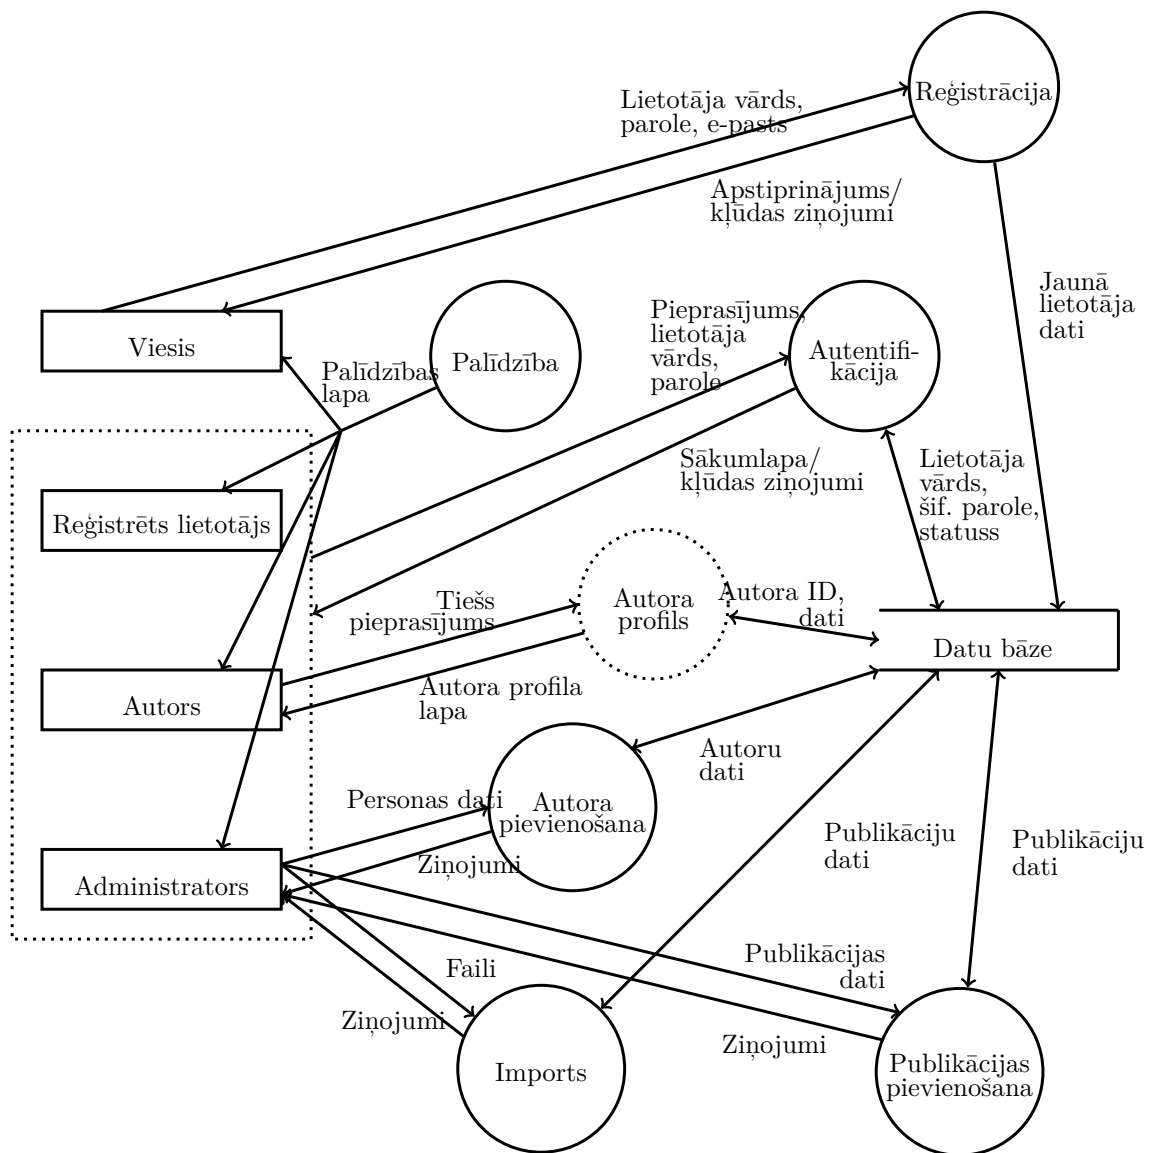 Reģistrācija
Lietotāja vārds,
parole, e-pasts
Apstiprinājums/
kļūdas ziņojumi
Jaunā
lietotāja
dati
Viesis
Palīdzības
lapa
Palīdzība
Pieprasījums,
lietotāja
vārds,
parole
Autentifi-
kācija
Sākumlapa/
kļūdas ziņojumi
Lietotāja
vārds,
šif. parole,
statuss
Reģistrēts lietotājs
Tiešs
pieprasījums
Autora
profils
Autora ID,
dati
Datu bāze
Autors
Autora profila
lapa
Autoru
dati
Personas dati
Autora
pievienošana
Ziņojumi
Publikāciju
dati
Publikāciju
dati
Administrators
Publikācijas
dati
Faili
Ziņojumi
Ziņojumi
Imports
Publikācijas
pievienošana